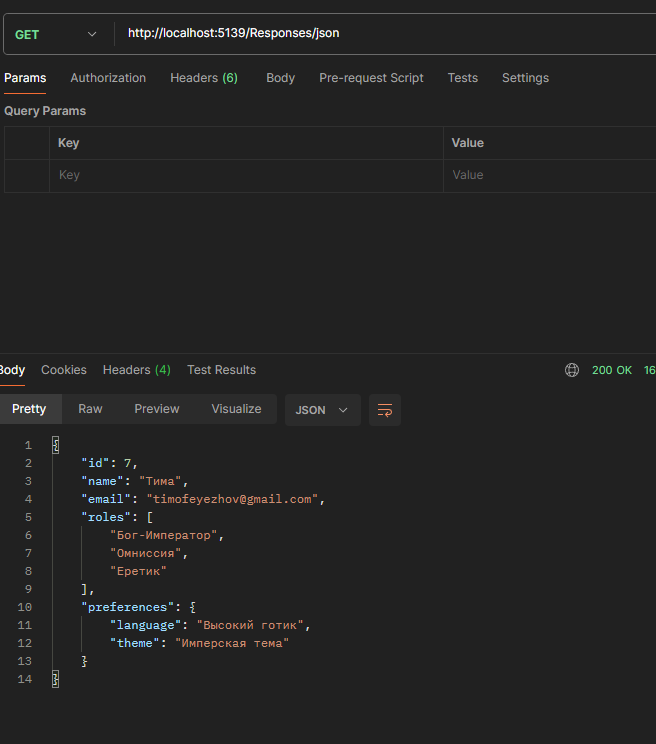 GET http://localhost:5139/Responses/json
Params Authorization Headers (6) Body Pre-request Script Tests Settings
Query Params
Key Value
Key Value
Body Cookies Headers (4) Test Results 200 OK 16
Pretty Raw Preview Visualize JSON
1 {
2 "id": 7,
3 "name": "Тима",
4 "email": "timofeyezhov@gmail.com",
5 "roles": [
6 "Бог-Император",
7 "Омниссия",
8 "Еретик"
9 ],
10 "preferences": {
11 "language": "Высокий готик",
12 "theme": "Имперская тема"
13 }
14 }